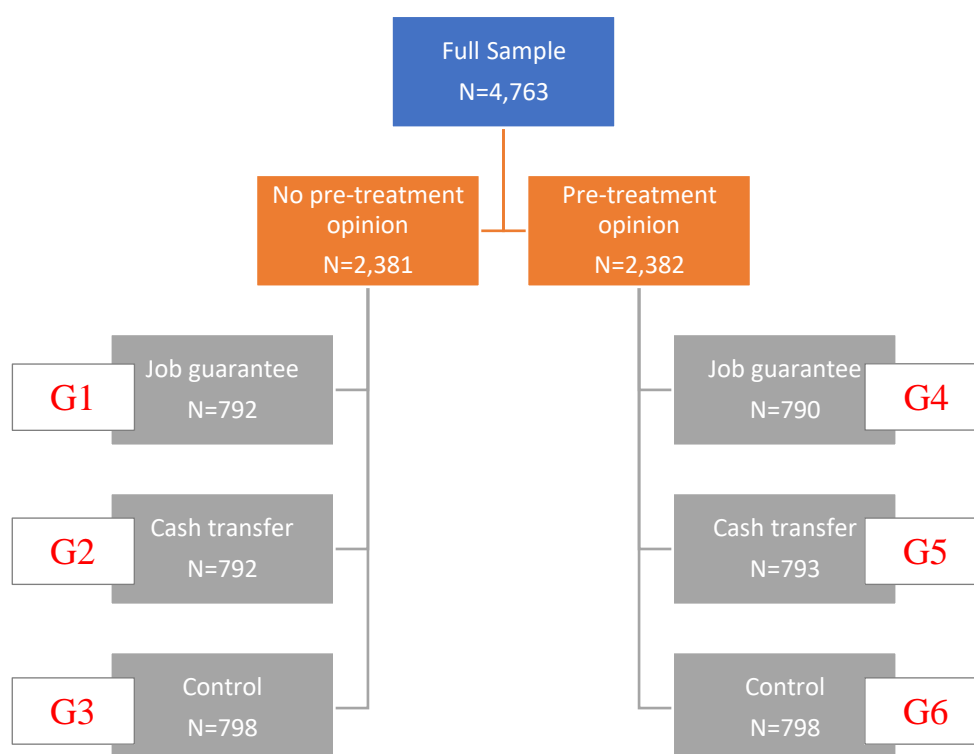 Full Sample
N=4,763
No pre-treatment
opinion
N=2,381
Pre-treatment
opinion
N=2,382
G1
Job guarantee
N=792
Job guarantee
N=790
G4
G2
Cash transfer
N=792
Cash transfer
N=793
G5
G3
Control
N=798
Control
N=798
G6